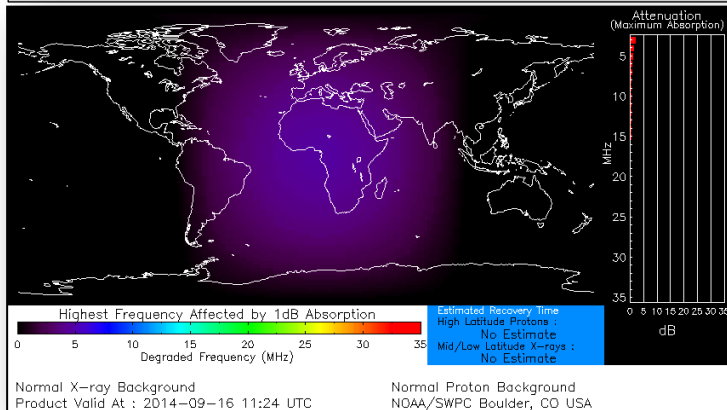 Attenuation
(Maximum Absorption)
5
10
15
20
25
30
35
MHz
0 5 10 15 20 25 30 35
dB
Highest Frequency Affected by 1dB Absorption
0 5 10 15 20 25 30 35
Degraded Frequency (MHz)
Estimated Recovery Time
High Latitude Protons :
No Estimate
Mid/Low Latitude X-rays :
No Estimate
Normal X-ray Background
Product Valid At : 2014-09-16 11:24 UTC
Normal Proton Background
NOAA/SWPC Boulder, CO USA